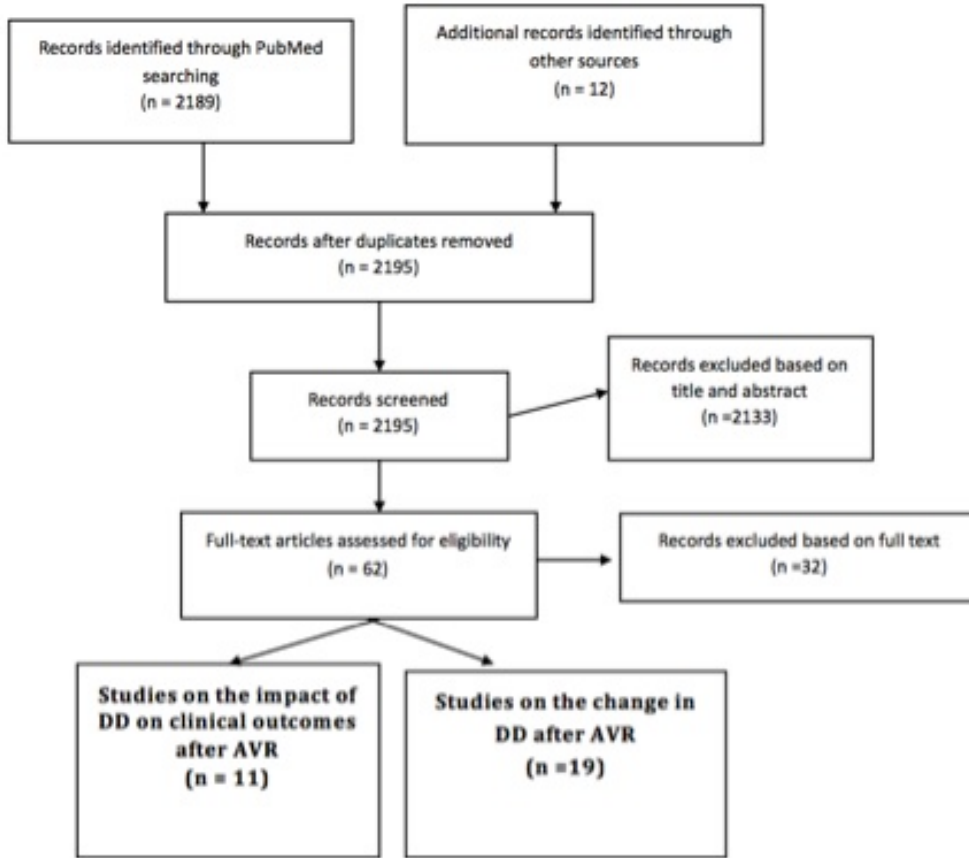 Records identified through PubMed
searching
(n = 2189)
Additional records identified through
other sources
(n = 12)
Records after duplicates removed
(n = 2195)
Records screened
(n = 2195)
Records excluded based on
title and abstract
(n =2133)
Full-text articles assessed for eligibility
(n = 62)
Records excluded based on full text
(n =32)
Studies on the impact of
DD on clinical outcomes
after AVR
(n = 11)
Studies on the change in
DD after AVR
(n =19)